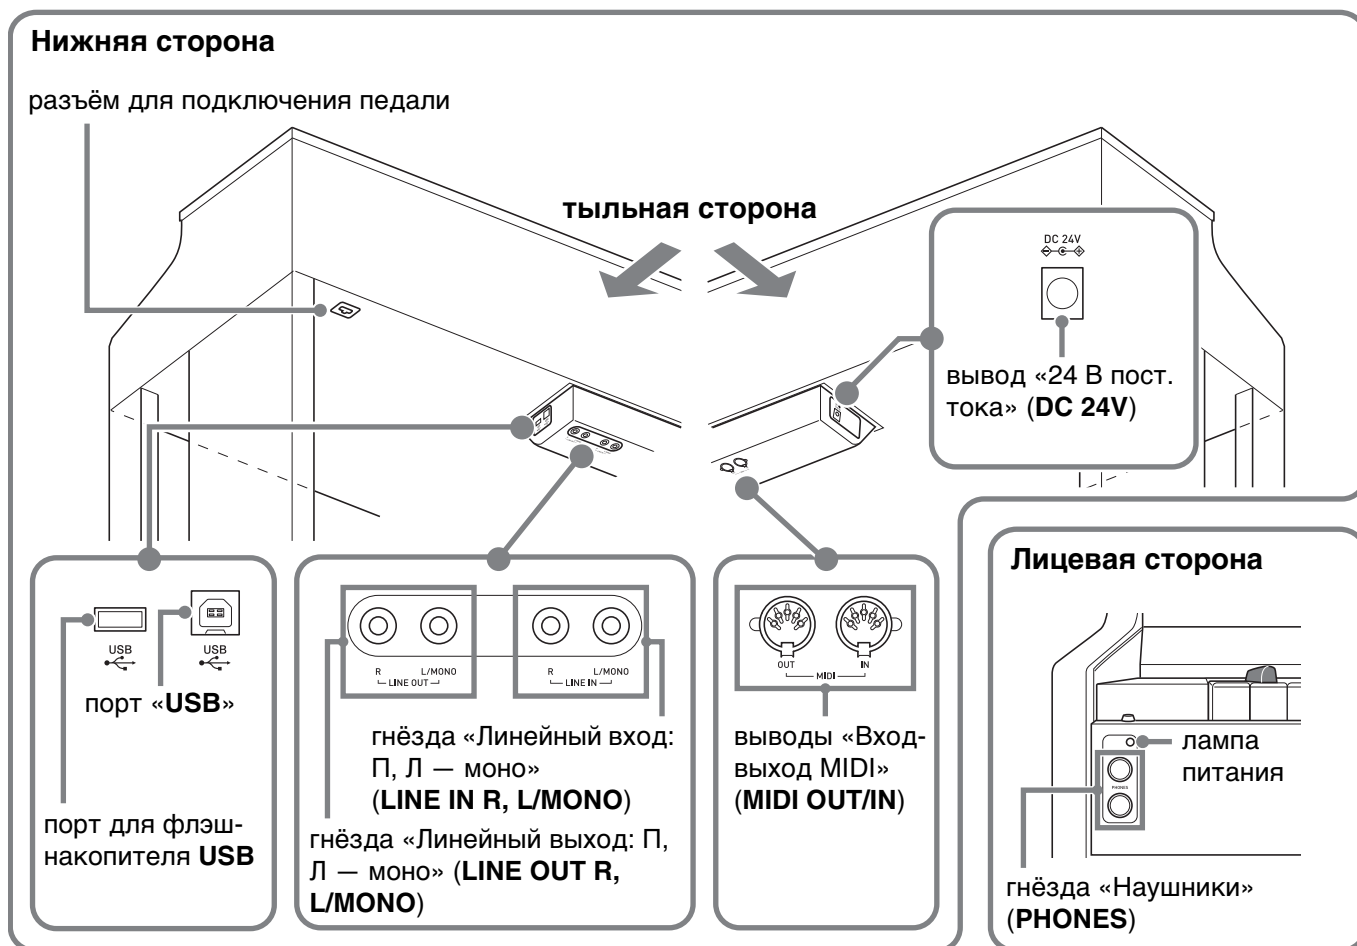 Нижняя сторона
разъём для подключения педали
тыльная сторона
DC 24V
вывод «24 В пост.
тока» (DC 24V)
USB
USB
порт «USB»
порт для флэш-
накопителя USB
R
L/MONO
LINE OUT
R
L/MONO
LINE IN
гнёзда «Линейный вход:
П, Л — моно»
(LINE IN R, L/MONO)
гнёзда «Линейный выход: П,
Л — моно» (LINE OUT R,
L/MONO)
OUT
IN
MIDI
выводы «Вход-
выход MIDI»
(MIDI OUT/IN)
Лицевая сторона
PHONES
лампа
питания
гнёзда «Наушники»
(PHONES)